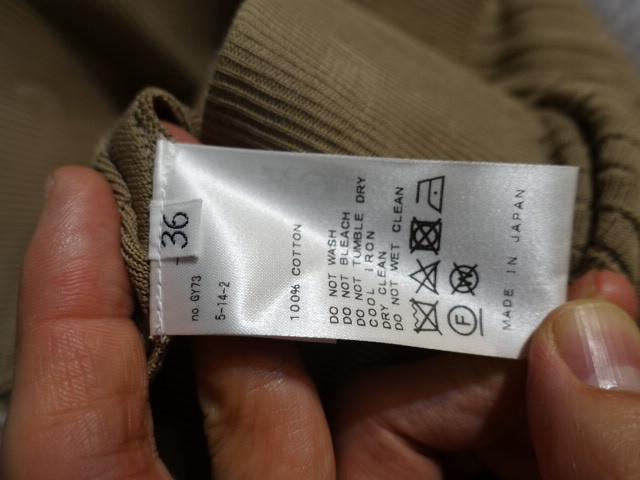 36
no. GY73
5-14-2
100% COTTON
DO NOT WASH
DO NOT BLEACH
DO NOT TUMBLE DRY
COOL IRON
DRY CLEAN
DO NOT WET CLEAN
F
W
MADE IN JAPAN